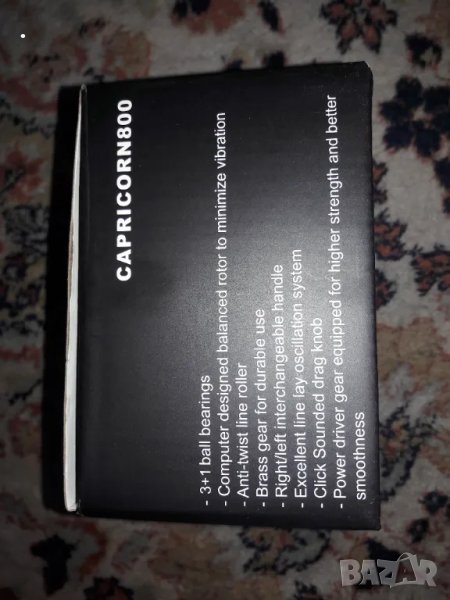 CAPRICORN800
- 3+1 ball bearings
- Computer designed balanced rotor to minimize vibration
- Anti-twist line roller
- Brass gear for durable use
- Right/left interchangeable handle
- Excellent line lay oscillation system
- Click Sounded drag knob
- Power driver gear equipped for higher strength and better
smoothness
BAZAR